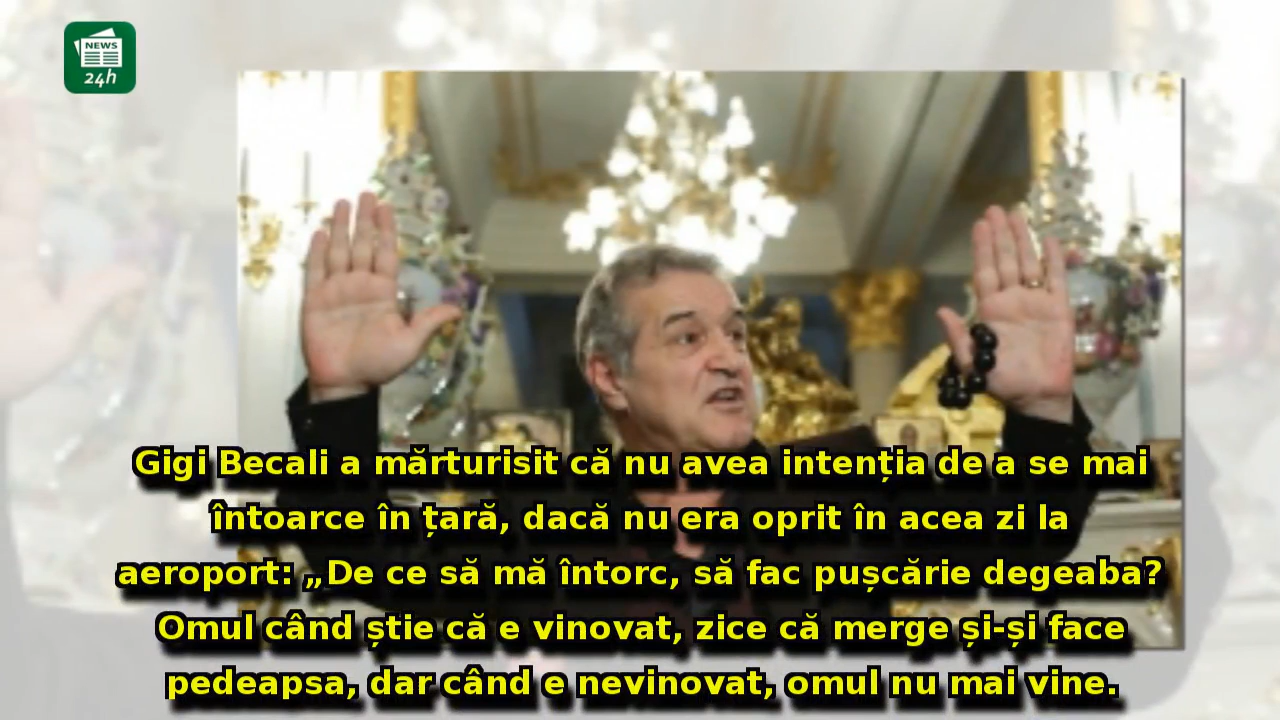 NEWS
24h
Gigi Becali a mărturisit că nu avea intenția de a se mai
întoarce în țară, dacă nu era oprit în acea zi la
aeroport: „De ce să mă întorc, să fac pușcărie degeaba?
Omul când știe că e vinovat, zice că merge și-și face
pedeapsa, dar când e nevinovat, omul nu mai vine.